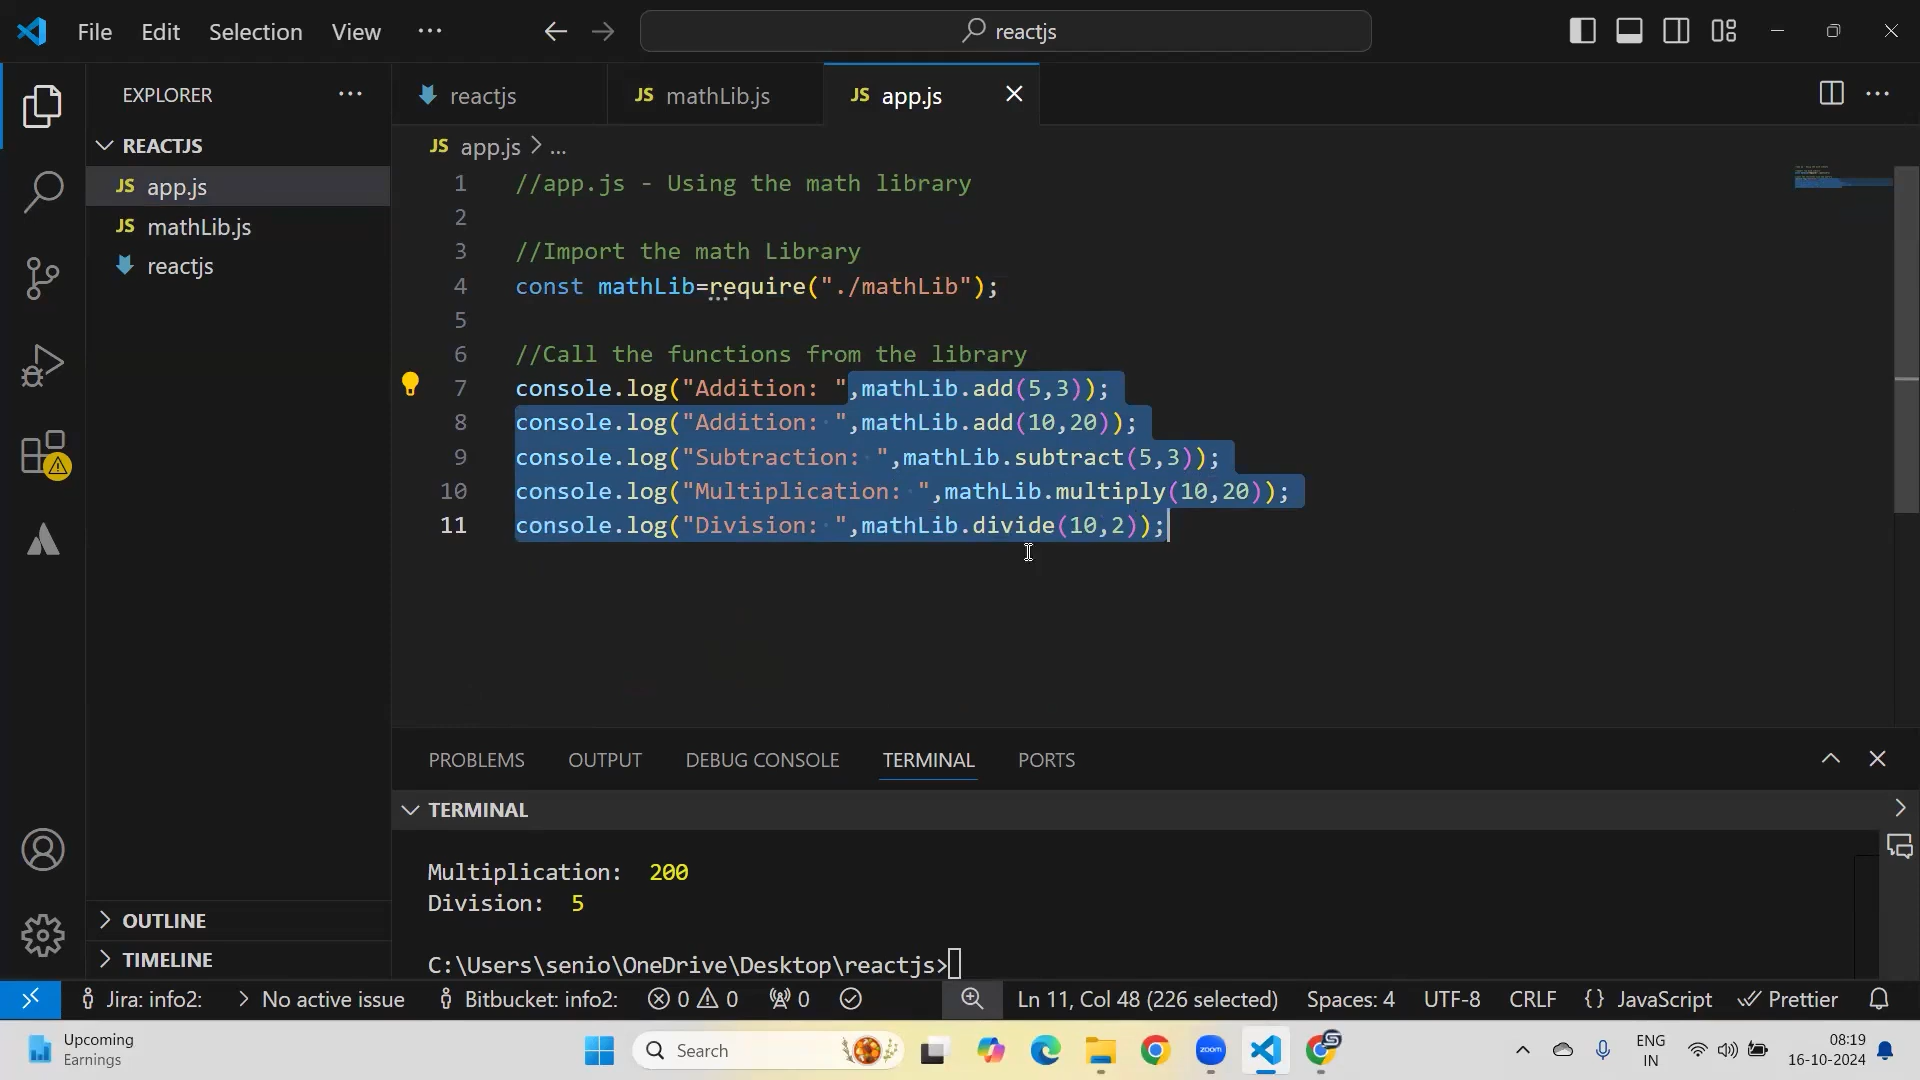 File Edit Selection View ... reactjs
EXPLORER ...
REACTJS
JS app.js
JS mathLib.js
reactjs
OUTLINE
TIMELINE
reactjs JS mathLib.js JS app.js ...
JS app.js > ...
1 //app.js - Using the math library
2
3 //Import the math Library
4 const mathLib=require("./mathLib");
5
6 //Call the functions from the library
7 console.log("Addition: ",mathLib.add(5,3));
8 console.log("Addition: ",mathLib.add(10,20));
9 console.log("Subtraction: ",mathLib.subtract(5,3));
10 console.log("Multiplication: ",mathLib.multiply(10,20));
11 console.log("Division: ",mathLib.divide(10,2));
PROBLEMS OUTPUT DEBUG CONSOLE TERMINAL PORTS
TERMINAL
Multiplication: 200
Division: 5
C:\Users\senio\OneDrive\Desktop\reactjs>
Jira: info2: > No active issue Bitbucket: info2: 0 0 0 Ln 11, Col 48 (226 selected) Spaces: 4 UTF-8 CRLF {} JavaScript Prettier
Upcoming
Earnings
Search
zoom
ENG
IN
08:19
16-10-2024